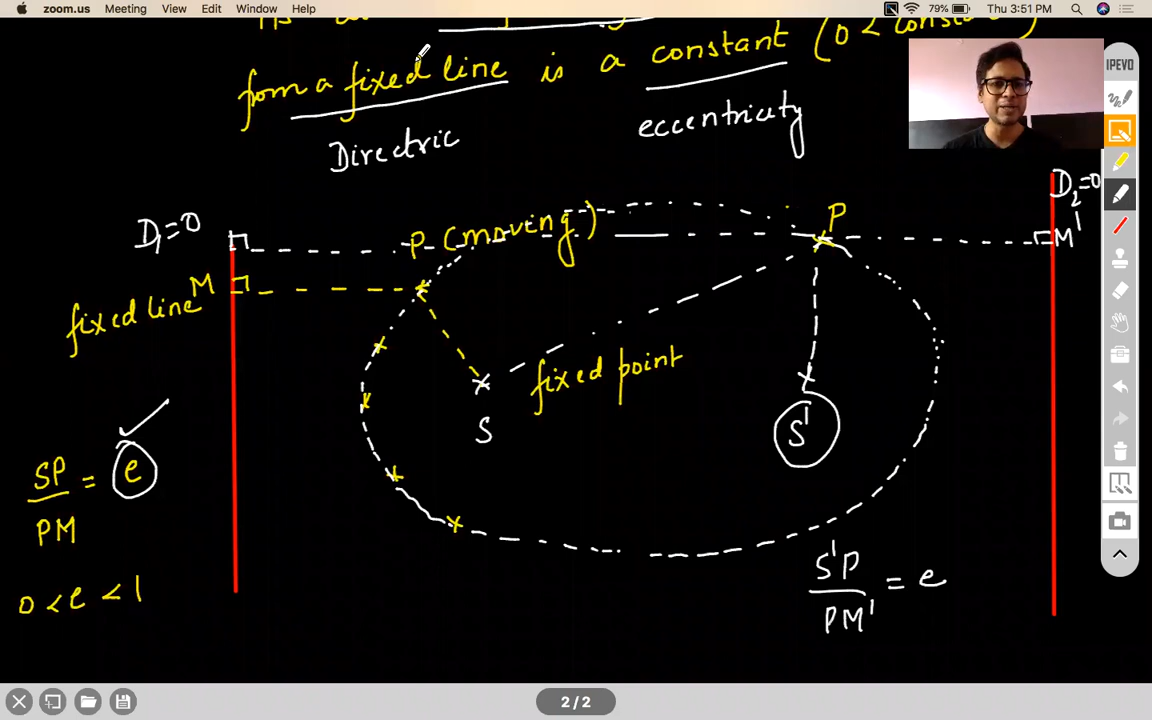 zoom.us Meeting View Edit Window Help 79% Thu 3:51 PM
from a fixed line is a constant (0 <
IPEVO
Directric eccentricity
D₁=0 P (moving) P D₂=0
M'
fixed line M
fixed point
S S'
SP/PM = e
0 < e < 1
S'P/PM' = e
2/2